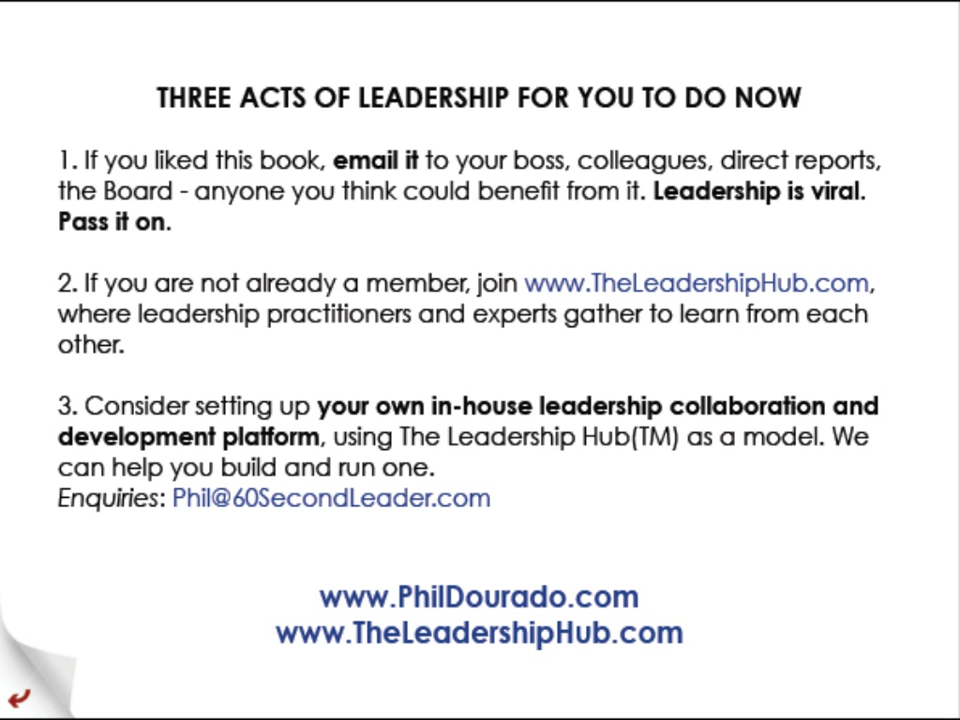 THREE ACTS OF LEADERSHIP FOR YOU TO DO NOW
1. If you liked this book, email it to your boss, colleagues, direct reports,
the Board - anyone you think could benefit from it. Leadership is viral.
Pass it on.
2. If you are not already a member, join www.TheLeadershipHub.com,
where leadership practitioners and experts gather to learn from each
other.
3. Consider setting up your own in-house leadership collaboration and
development platform, using The Leadership Hub(TM) as a model. We
can help you build and run one.
Enquiries: Phil@60SecondLeader.com
www.PhilDourado.com
www.TheLeadershipHub.com